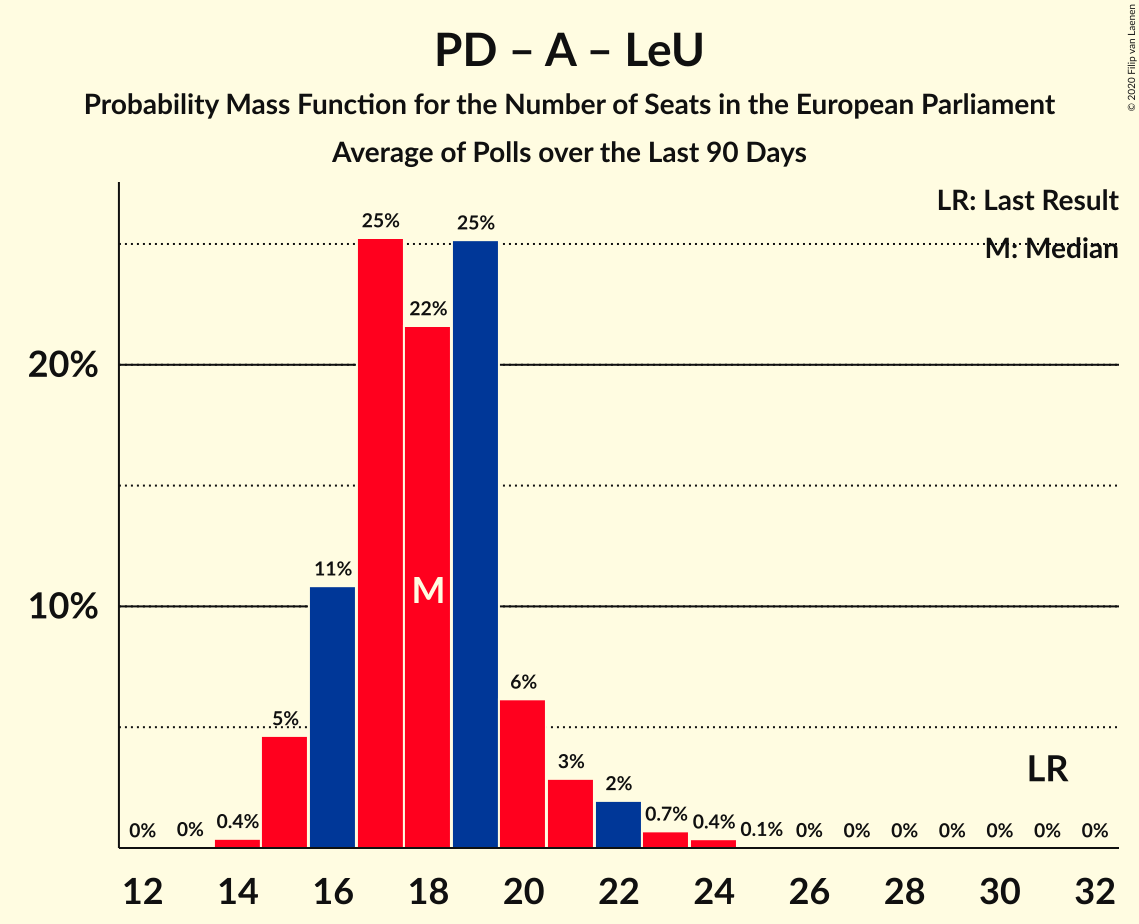 PD – A – LeU
Probability Mass Function for the Number of Seats in the European Parliament
Average of Polls over the Last 90 Days
© 2020 Filip van Laenen
LR: Last Result
M: Median
20%
10%
0%
0%
0.4%
5%
11%
25%
22%
25%
6%
3%
2%
0.7%
0.4%
0.1%
0%
0%
0%
0%
0%
0%
0%
M
LR
12 14 16 18 20 22 24 26 28 30 32